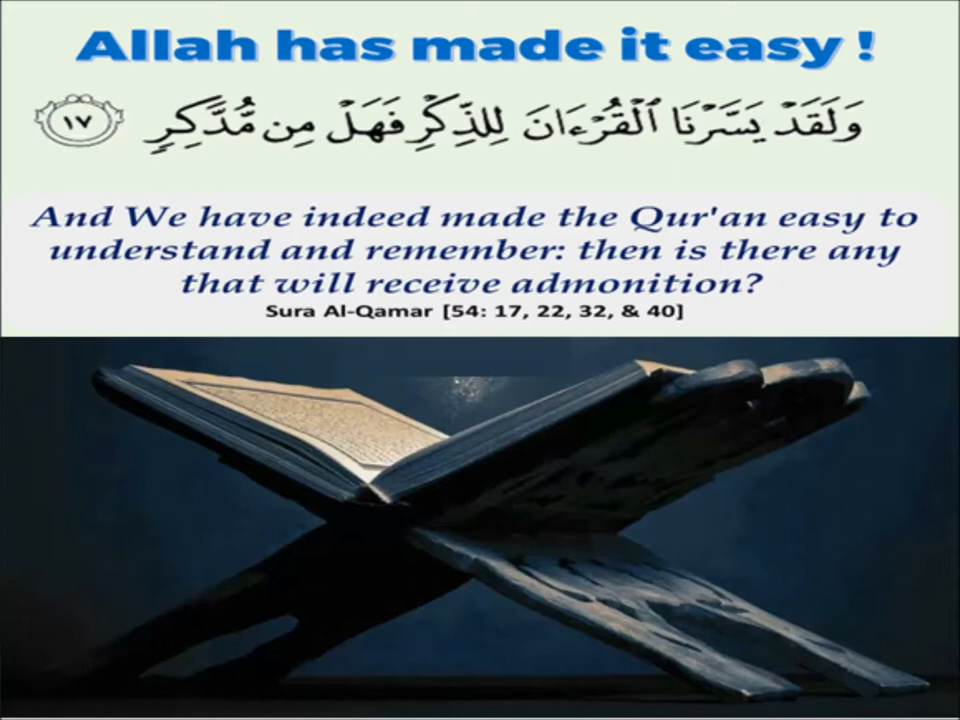 Allah has made it easy !
وَلَقَدْ يَسَّرْنَا ٱلْقُرْءَانَ لِلذِّكْرِ فَهَلْ مِن مُّدَّكِرٍ ١٧
And We have indeed made the Qur'an easy to
understand and remember: then is there any
that will receive admonition?
Sura Al-Qamar [54: 17, 22, 32, & 40]